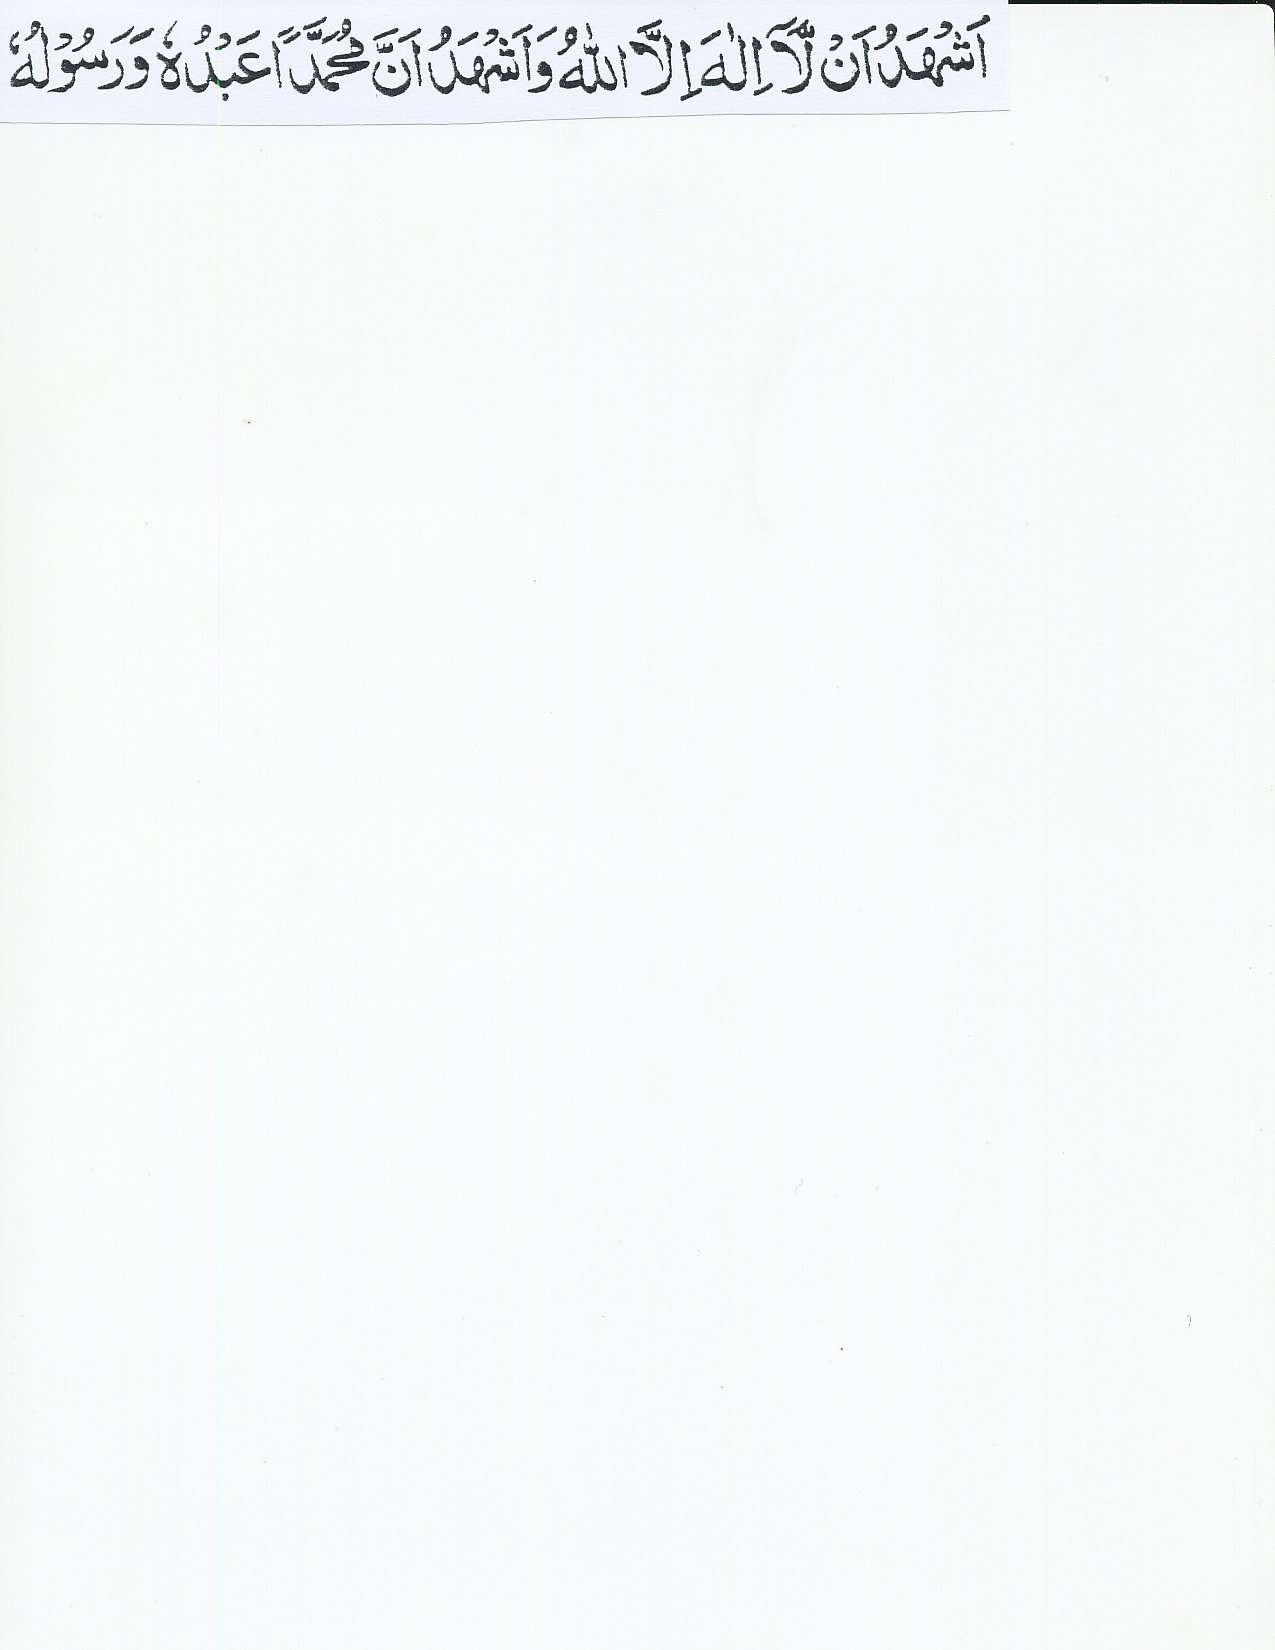 اَشْهَدُ اَنْ لَّآ اِلٰهَ اِلَّا اللّٰهُ وَ اَشْهَدُ اَنَّ مُحَمَّدًا عَبْدُهٗ وَ رَسُوْلُهٗ